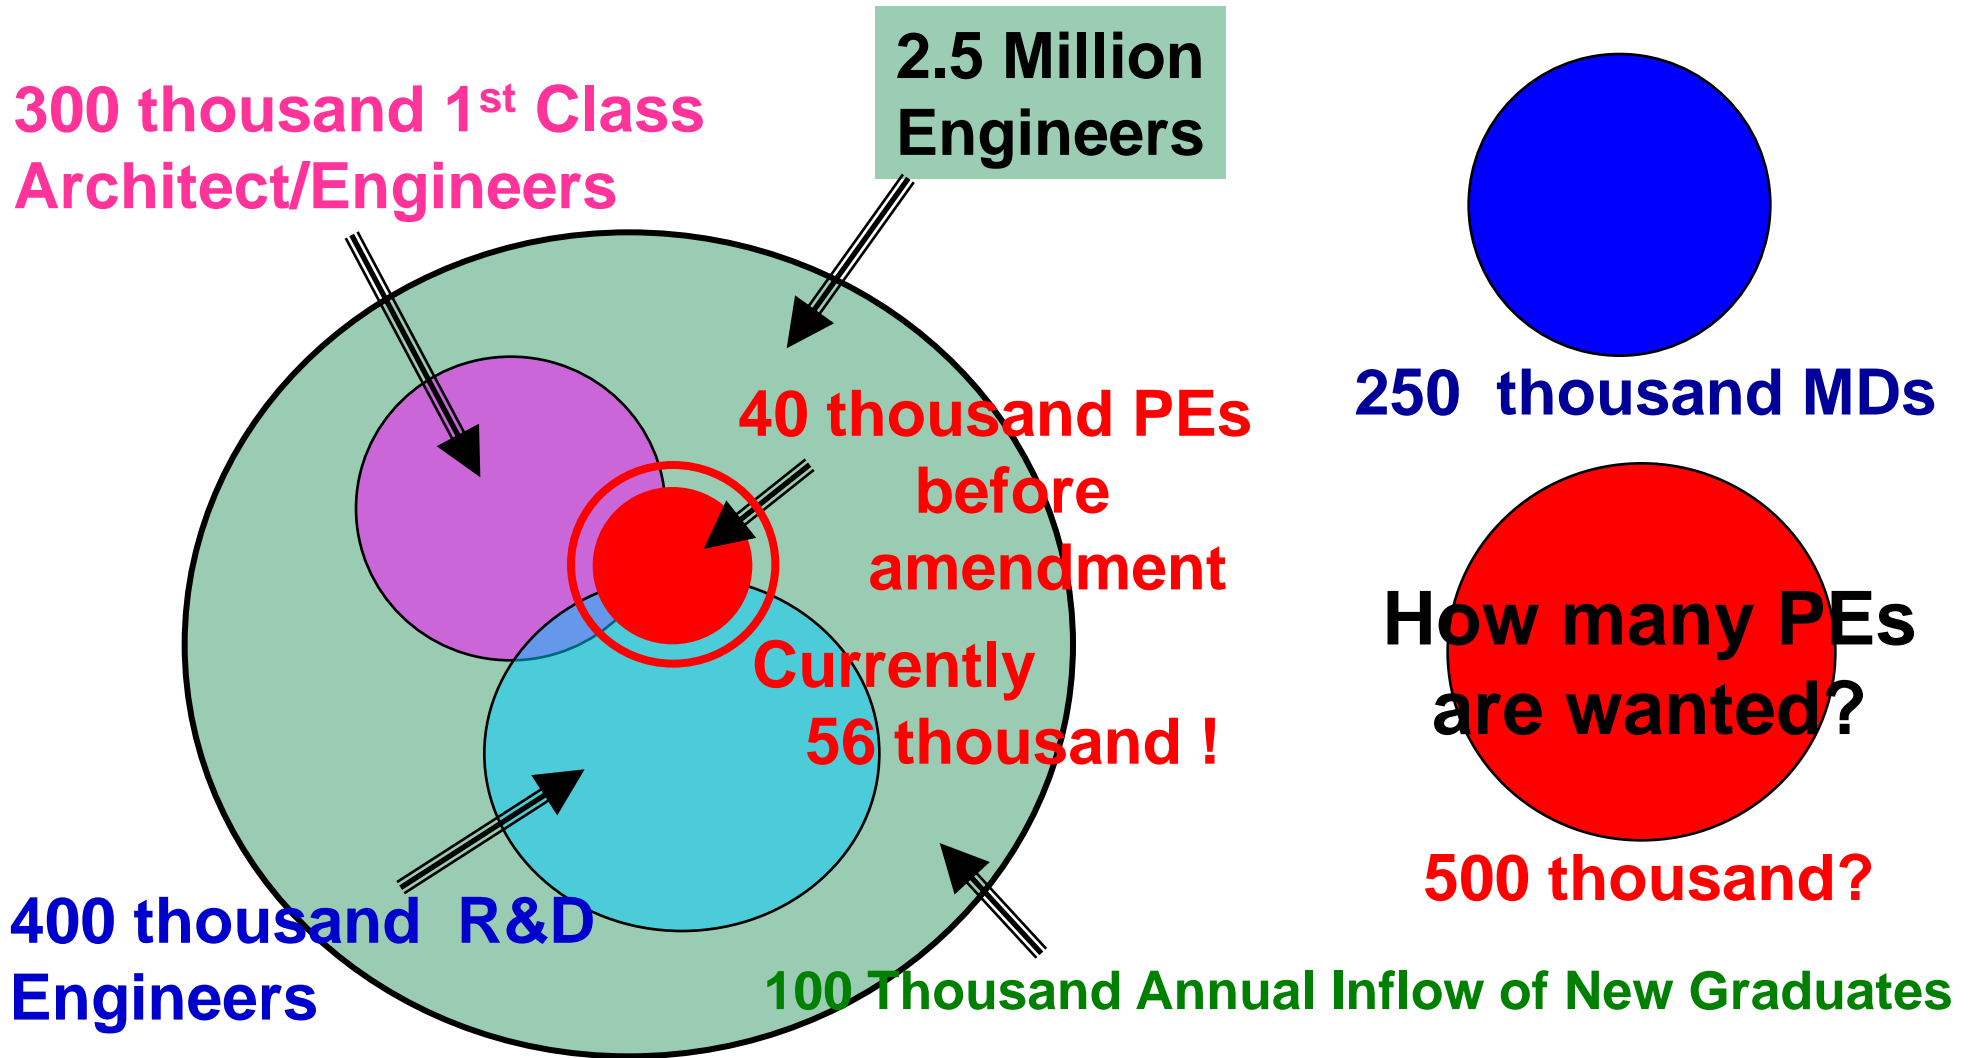 2.5 Million
Engineers
300 thousand 1st Class
Architect/Engineers
250  thousand MDs
40 thousand PEs
before
amendment
Currently
56 thousand !
How many PEs
are wanted?
500 thousand?
400 thousand  R&D
Engineers
100 Thousand Annual Inflow of New Graduates